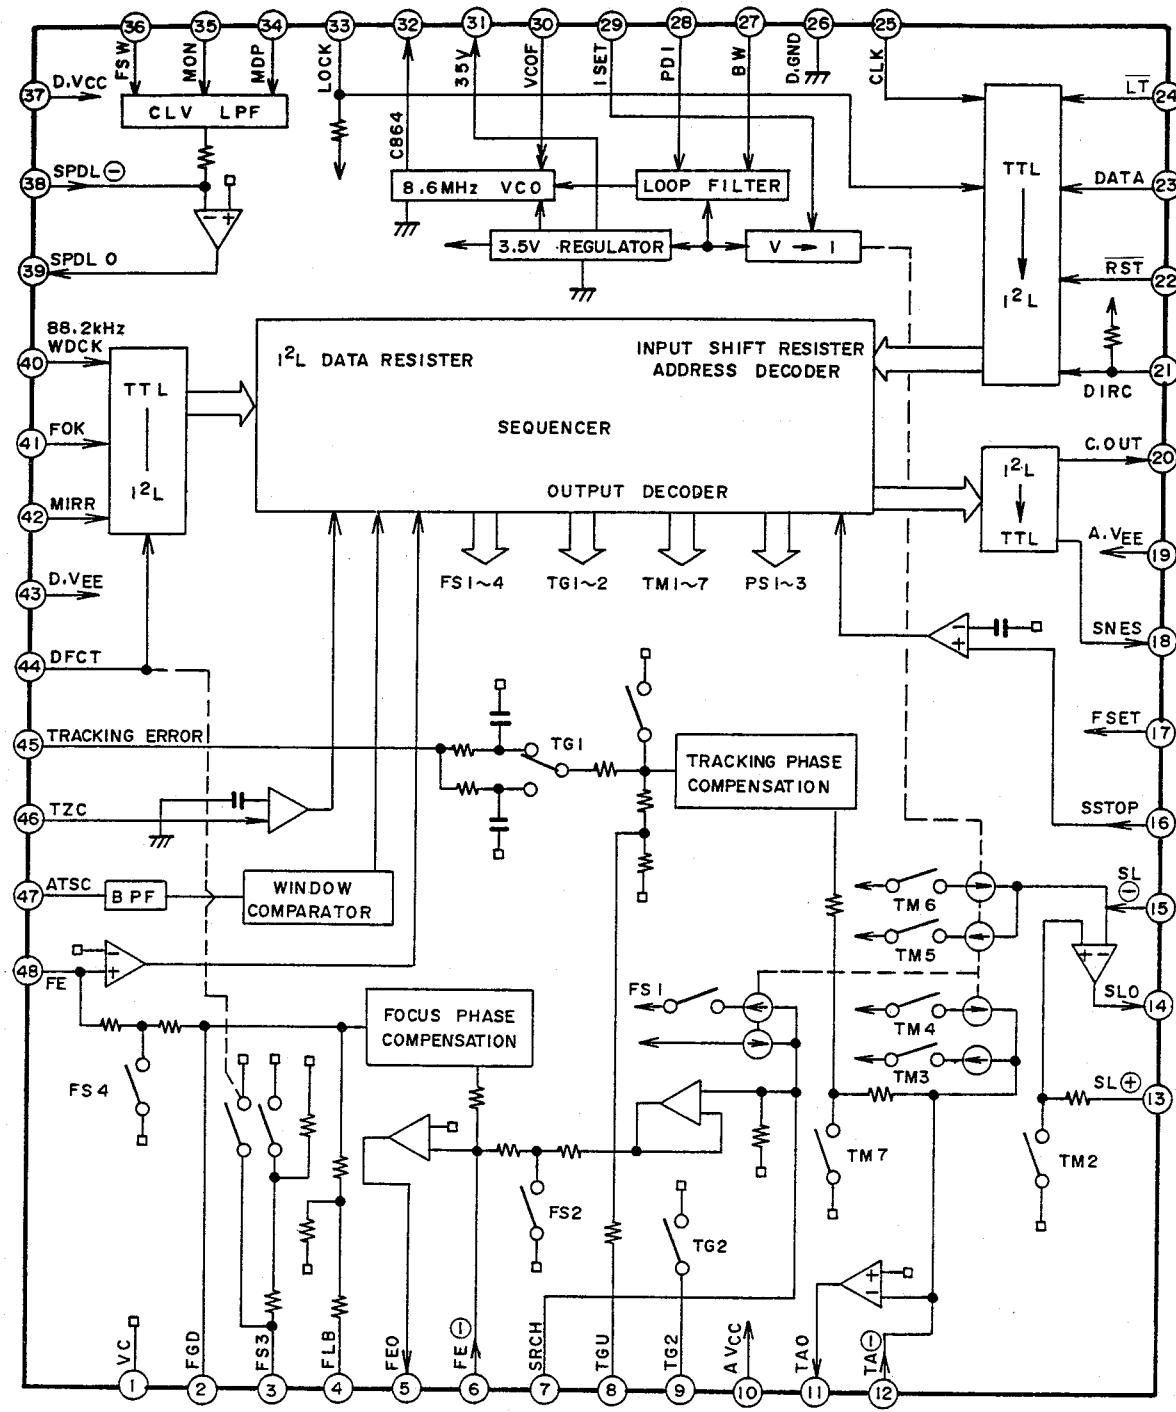 36 35 34 33 32 31 30 29 28 27 26 25
FSW MON MDP LOCK C864 3.5V VCOF ISET PDI BW D.GND CLK
37 D.VCC
CLV LPF
LT 24
38 SPDL ⊖
8.6MHz VCO
LOOP FILTER
TTL
DATA 23
− +
3.5V REGULATOR
V → I
39 SPDL O
RST 22
I²L
88.2kHz
40 WDCK
I²L DATA RESISTER
INPUT SHIFT RESISTER
ADDRESS DECODER
21
DIRC
TTL
41 FOK
SEQUENCER
C.OUT 20
I²L
I²L
42 MIRR
OUTPUT DECODER
TTL
A.VEE 19
43 D.VEE
FS1~4 TG1~2 TM1~7 PS1~3
− +
SNES 18
44 DFCT
FSET 17
45 TRACKING ERROR
TG1
TRACKING PHASE
COMPENSATION
46 TZC
SSTOP 16
47 ATSC
BPF
WINDOW
COMPARATOR
TM6
SL
⊖ 15
TM5
+ −
48 FE
− +
SLO 14
FS1
FOCUS PHASE
COMPENSATION
TM4
FS4
TM3
SL ⊕ 13
TM7
TM2
FS2
TG2
+ −
VC FGD FS3 FLB FEO FE ⊖ SRCH TGU TG2 AVCC TAO TA ⊖
1 2 3 4 5 6 7 8 9 10 11 12